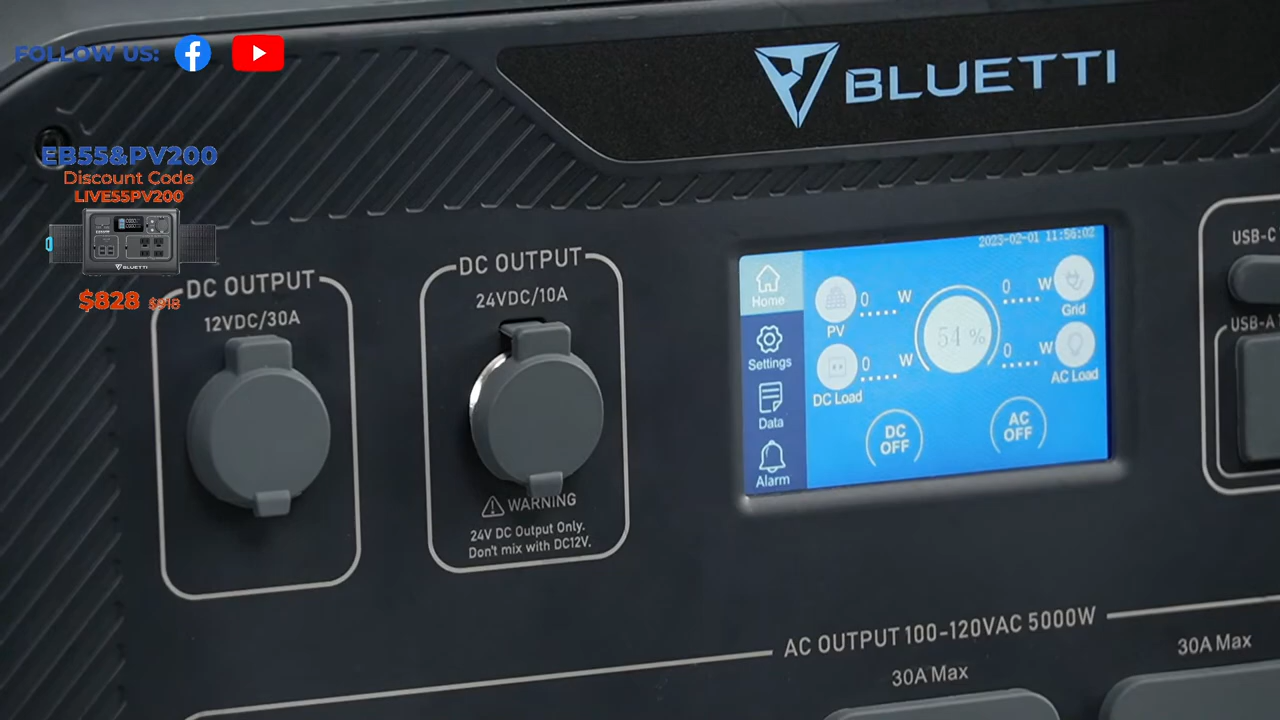 FOLLOW US:
BLUETTI
EB55&PV200
Discount Code
LIVE55PV200
$828 $918
DC OUTPUT
12VDC/30A
DC OUTPUT
24VDC/10A
WARNING
24V DC Output Only.
Don't mix with DC12V.
2023-02-01 11:56:02
Home
Settings
Data
Alarm
PV
0 W
DC Load
0 W
54 %
0 W
Grid
0 W
AC Load
DC
OFF
AC
OFF
USB-C
USB-A
AC OUTPUT 100-120VAC 5000W
30A Max
30A Max